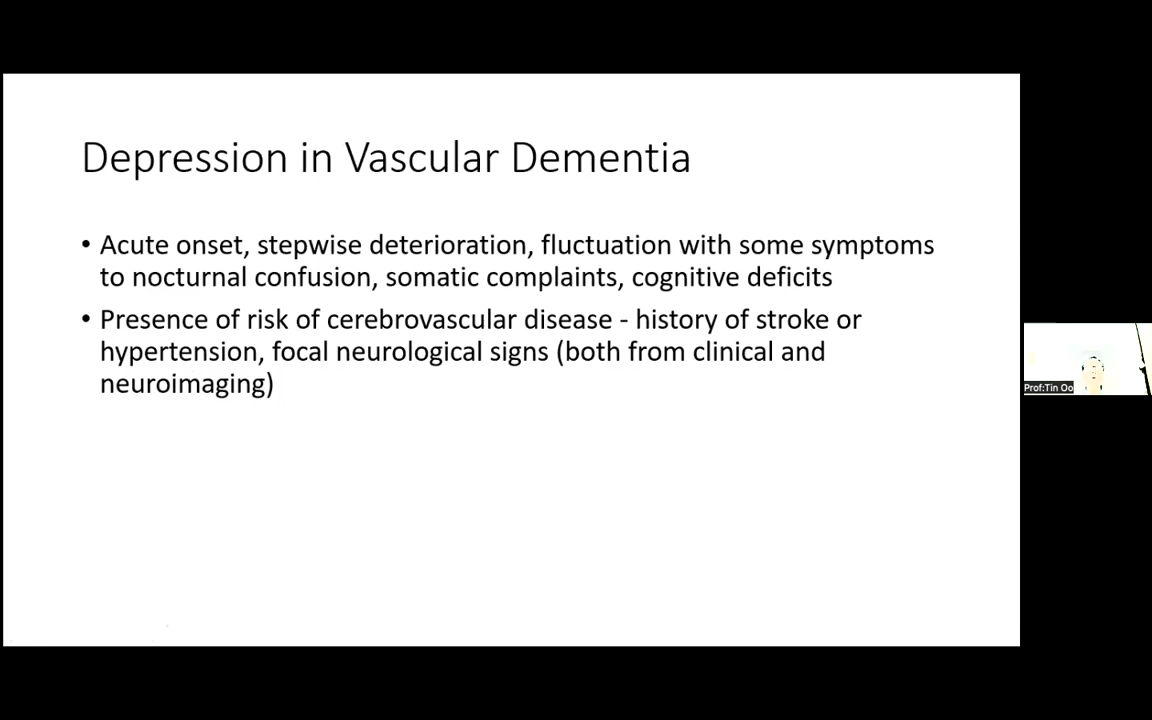 Depression in Vascular Dementia
• Acute onset, stepwise deterioration, fluctuation with some symptoms
to nocturnal confusion, somatic complaints, cognitive deficits
• Presence of risk of cerebrovascular disease - history of stroke or
hypertension, focal neurological signs (both from clinical and
neuroimaging)
Prof:Tin Oo